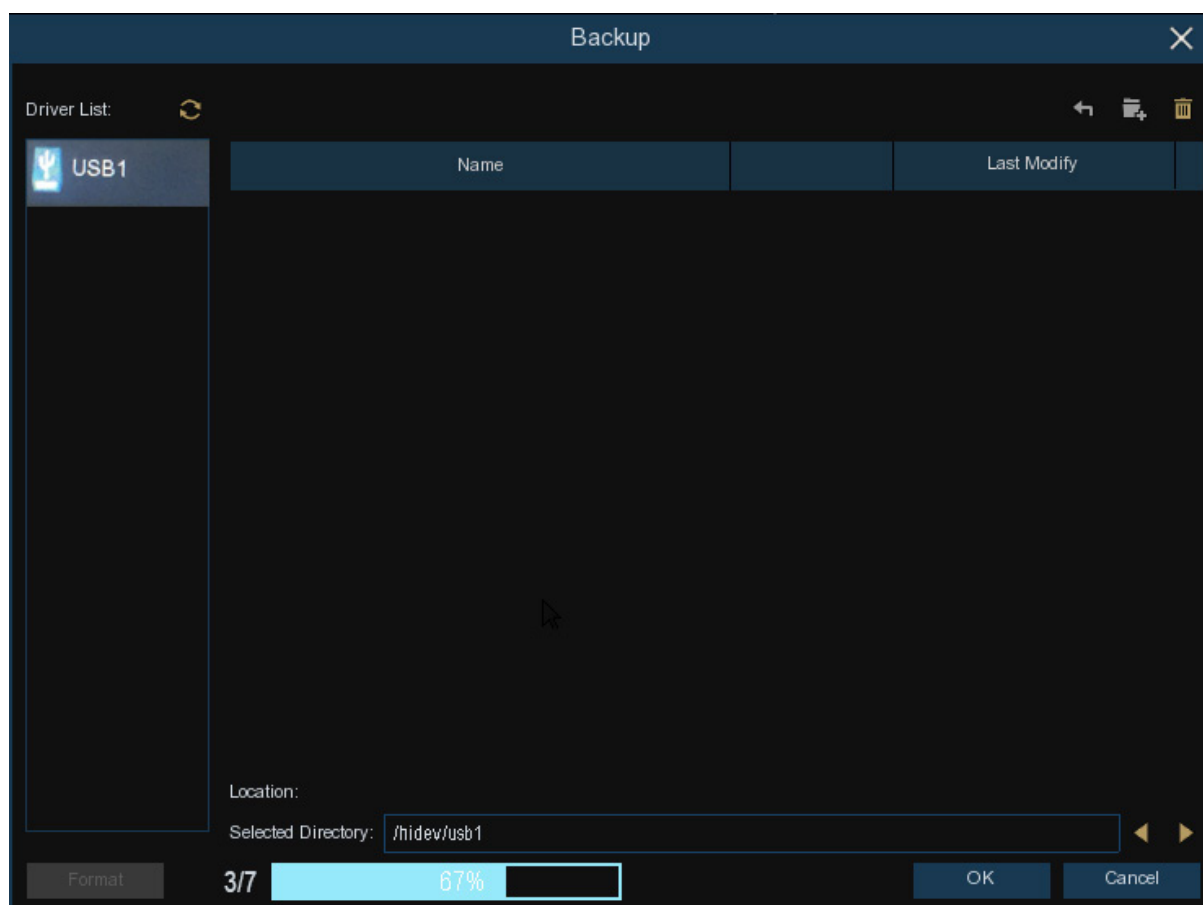 Backup
Driver List:
USB1
Name
Last Modify
Location:
Selected Directory: /hidev/usb1
Format
3/7
67%
OK
Cancel